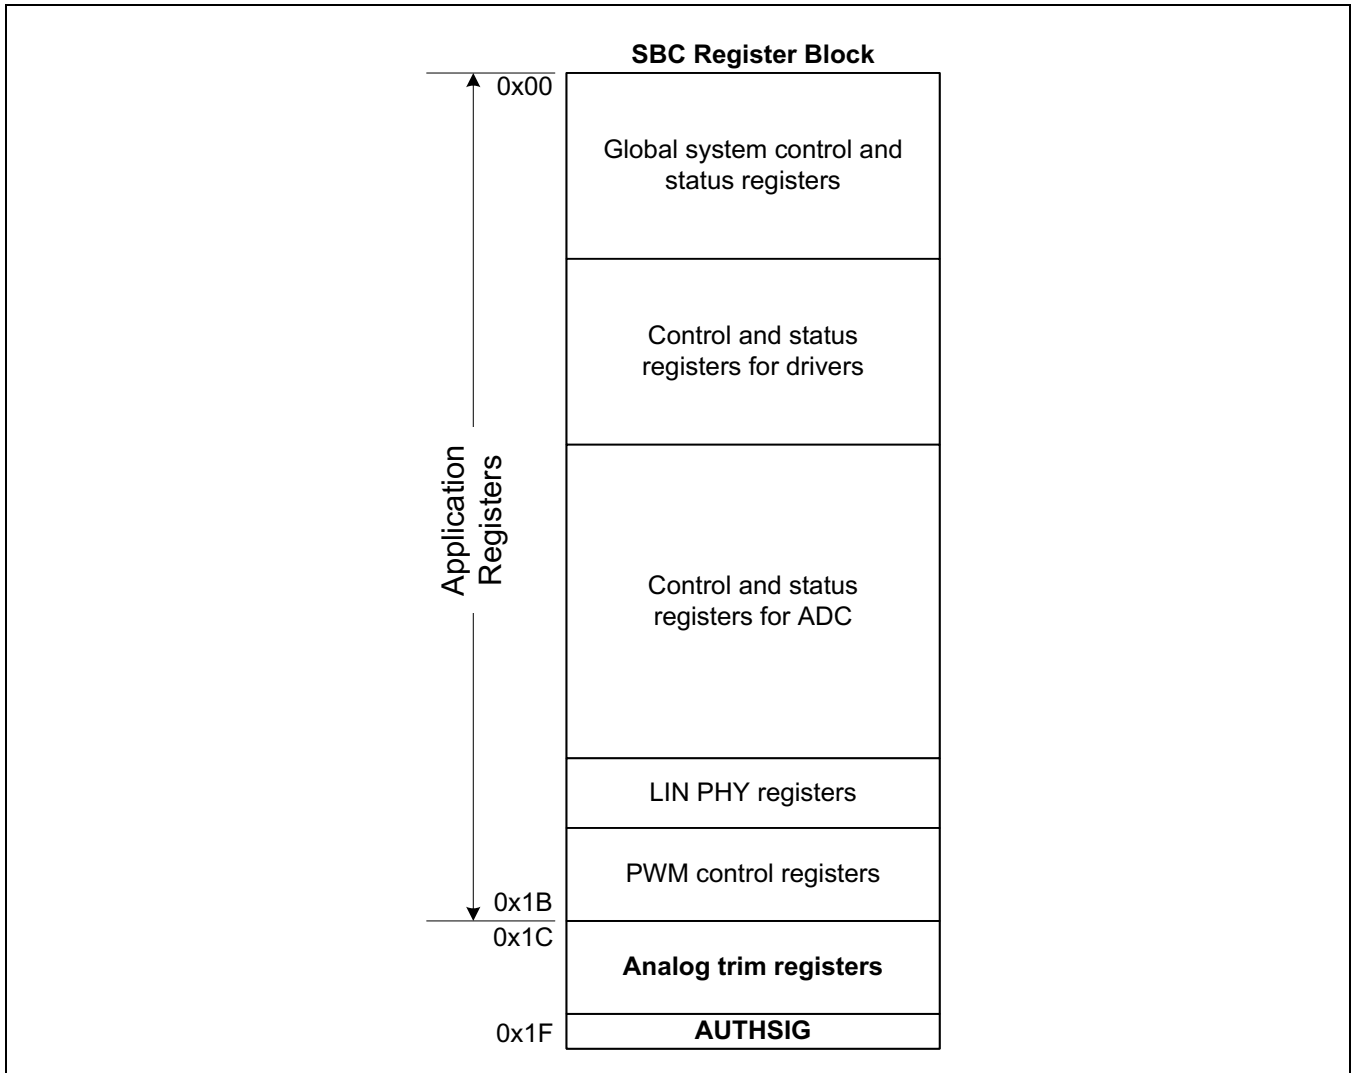 SBC Register Block
0x00
Global system control and
status registers
Control and status
registers for drivers
Application
Registers
Control and status
registers for ADC
LIN PHY registers
PWM control registers
0x1B
0x1C
Analog trim registers
0x1F
AUTHSIG